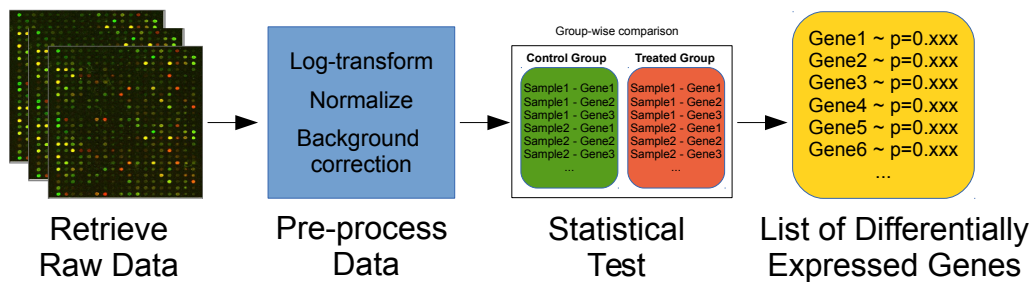 Log-transform
Normalize
Background
correction
Group-wise comparison
Control Group
Treated Group
Sample1 - Gene1
Sample1 - Gene2
Sample1 - Gene3
Sample2 - Gene1
Sample2 - Gene2
Sample2 - Gene3
...
Sample1 - Gene1
Sample1 - Gene2
Sample1 - Gene3
Sample2 - Gene1
Sample2 - Gene2
Sample2 - Gene3
...
Gene1 ~ p=0.xxx
Gene2 ~ p=0.xxx
Gene3 ~ p=0.xxx
Gene4 ~ p=0.xxx
Gene5 ~ p=0.xxx
Gene6 ~ p=0.xxx
...
Retrieve
Raw Data
Pre-process
Data
Statistical
Test
List of Differentially
Expressed Genes